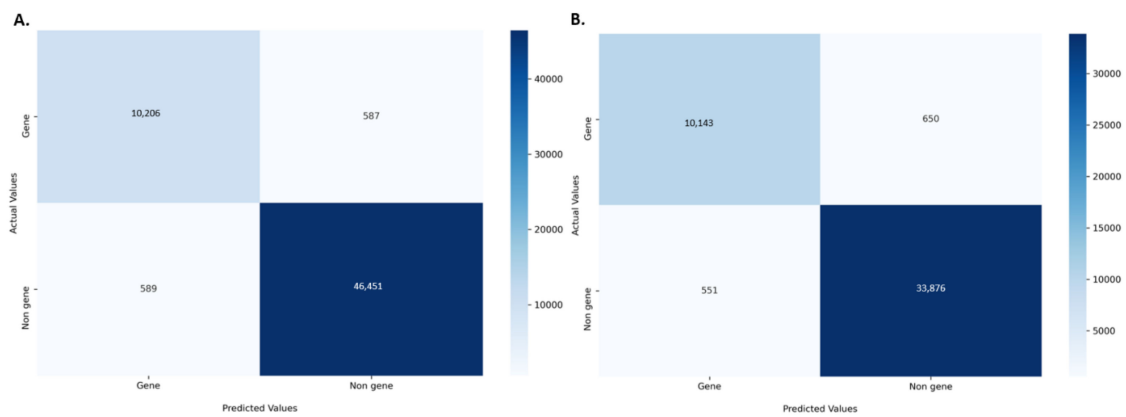 A.
Actual Values
Gene
Non gene
10,206
587
589
46,451
Gene
Non gene
Predicted Values
40000
30000
20000
10000
B.
Actual Values
Gene
Non gene
10,143
650
551
33,876
Gene
Non gene
Predicted Values
30000
25000
20000
15000
10000
5000